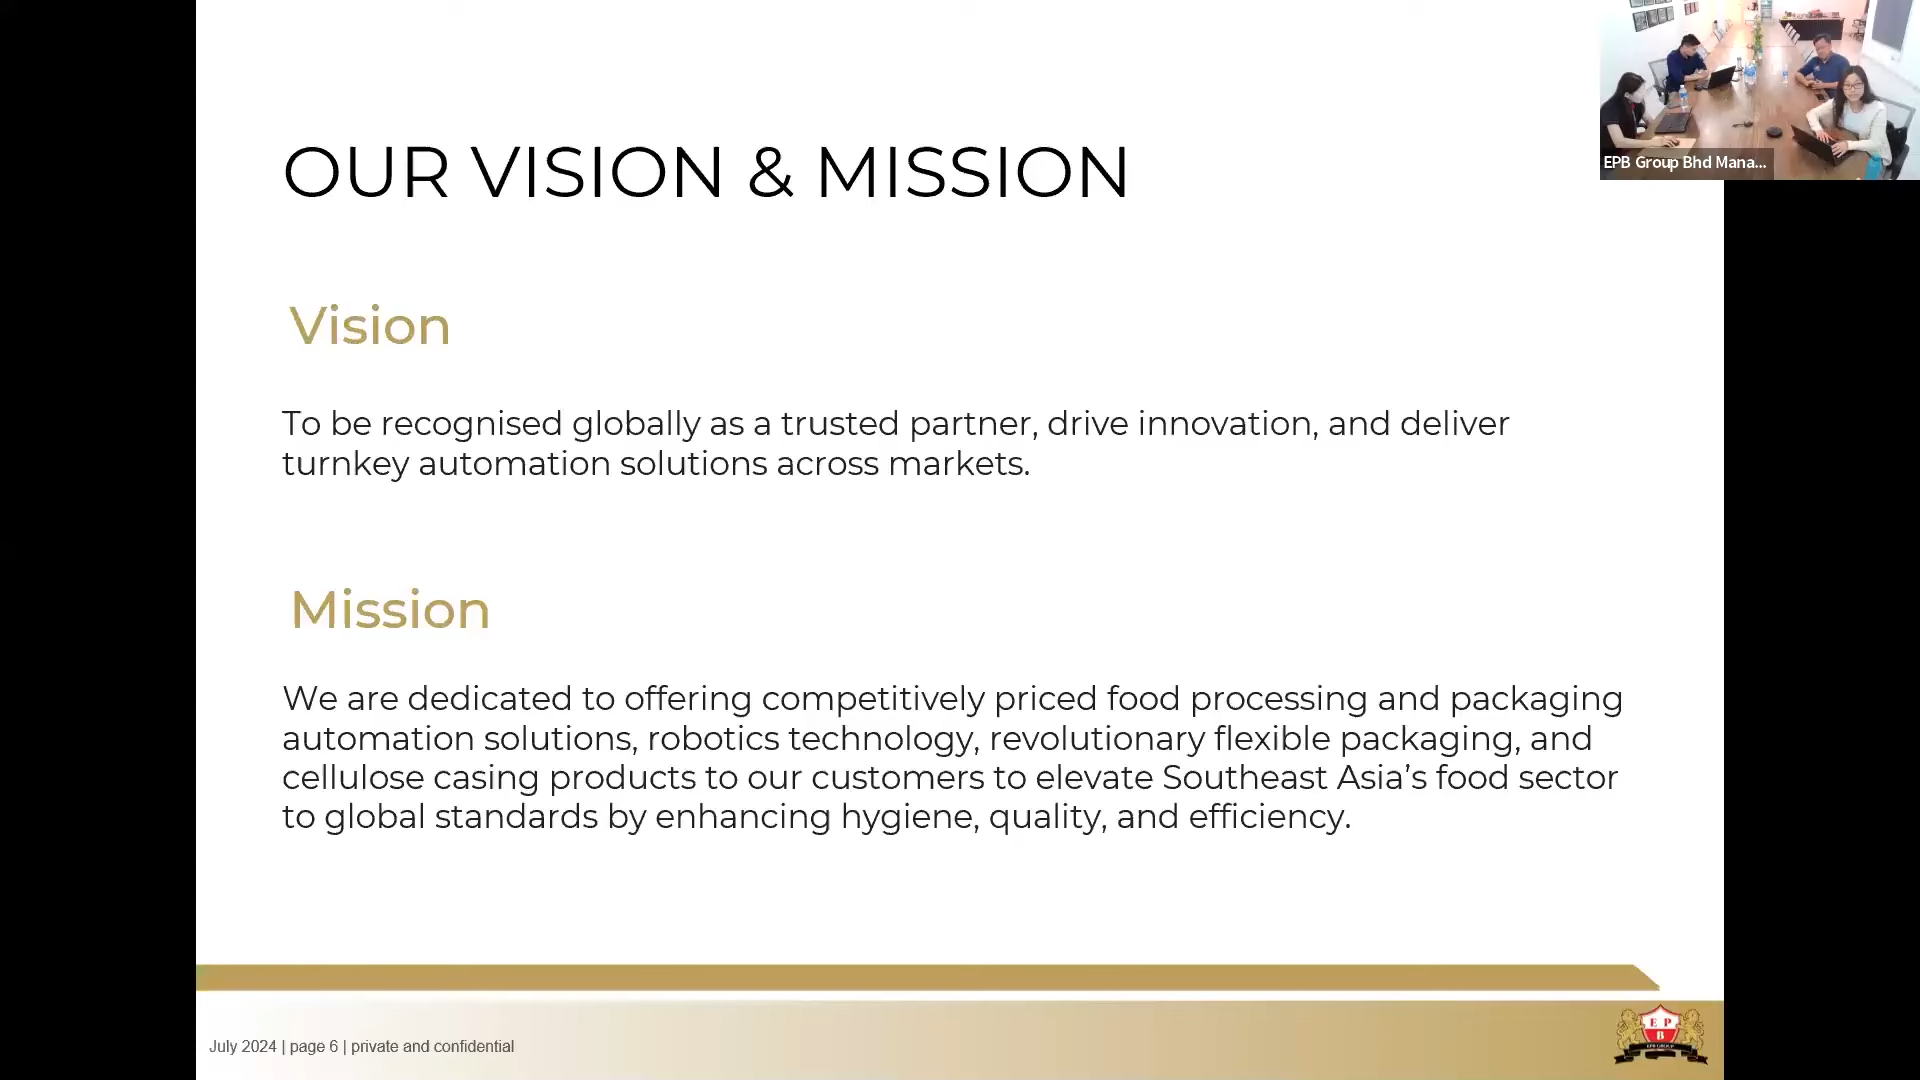 OUR VISION & MISSION
Vision
To be recognised globally as a trusted partner, drive innovation, and deliver
turnkey automation solutions across markets.
Mission
We are dedicated to offering competitively priced food processing and packaging
automation solutions, robotics technology, revolutionary flexible packaging, and
cellulose casing products to our customers to elevate Southeast Asia’s food sector
to global standards by enhancing hygiene, quality, and efficiency.
EPB Group Bhd Mana...
July 2024 | page 6 | private and confidential
E P
B
EPB GROUP